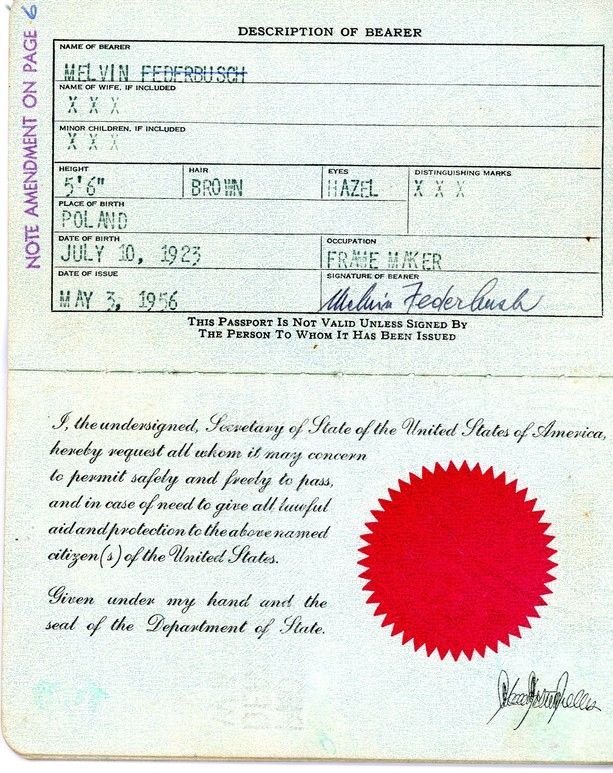 NOTE AMENDMENT ON PAGE 6
DESCRIPTION OF BEARER
NAME OF BEARER
MELVIN FEDERBUSCH
NAME OF WIFE, IF INCLUDED
X X X
MINOR CHILDREN, IF INCLUDED
X X X
HEIGHT HAIR EYES DISTINGUISHING MARKS
5'6" BROWN HAZEL X X X
PLACE OF BIRTH
POLAND
DATE OF BIRTH OCCUPATION
JULY 10, 1923 FRAME MAKER
DATE OF ISSUE SIGNATURE OF BEARER
MAY 3, 1956 Melvin Federbush
THIS PASSPORT IS NOT VALID UNLESS SIGNED BY
THE PERSON TO WHOM IT HAS BEEN ISSUED
I, the undersigned, Secretary of State of the United States of America,
hereby request all whom it may concern
to permit safely and freely to pass,
and in case of need to give all lawful
aid and protection to the above named
citizen(s) of the United States.
Given under my hand and the
seal of the Department of State.